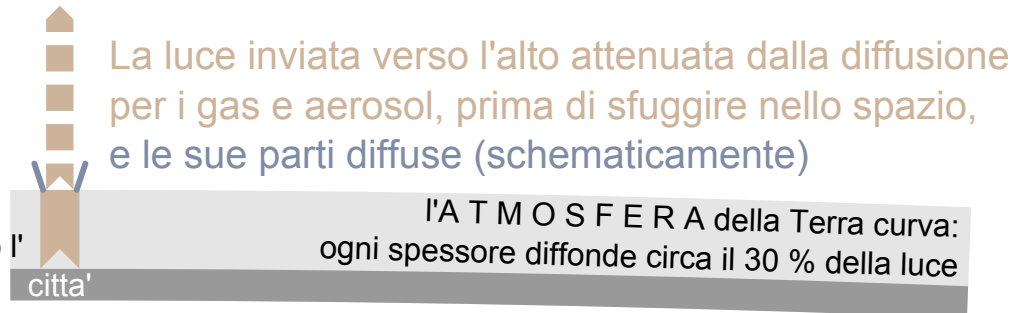 La luce inviata verso l'alto attenuata dalla diffusione
per i gas e aerosol, prima di sfuggire nello spazio,
e le sue parti diffuse (schematicamente)
l'A T M O S F E R A della Terra curva:
l'
ogni spessore diffonde circa il 30 % della luce
citta'